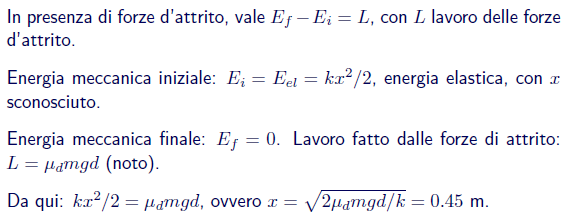 In presenza di forze d'attrito, vale $E_f - E_i = L$, con $L$ lavoro delle forze
d'attrito.
Energia meccanica iniziale: $E_i = E_{el} = kx^2/2$, energia elastica, con $x$
sconosciuto.
Energia meccanica finale: $E_f = 0$. Lavoro fatto dalle forze di attrito:
$L = \mu_d mgd$ (noto).
Da qui: $kx^2/2 = \mu_d mgd$, ovvero $x = \sqrt{2\mu_d mgd/k} = 0.45$ m.